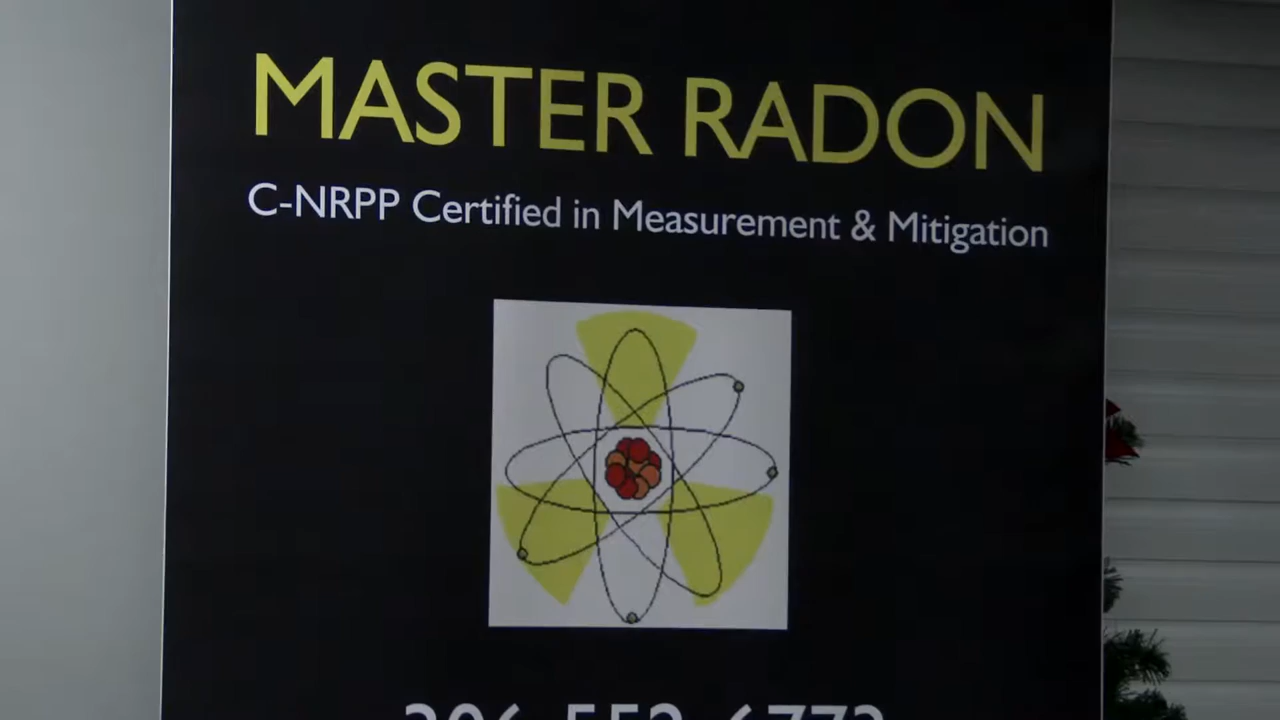 MASTER RADON
C-NRPP Certified in Measurement & Mitigation